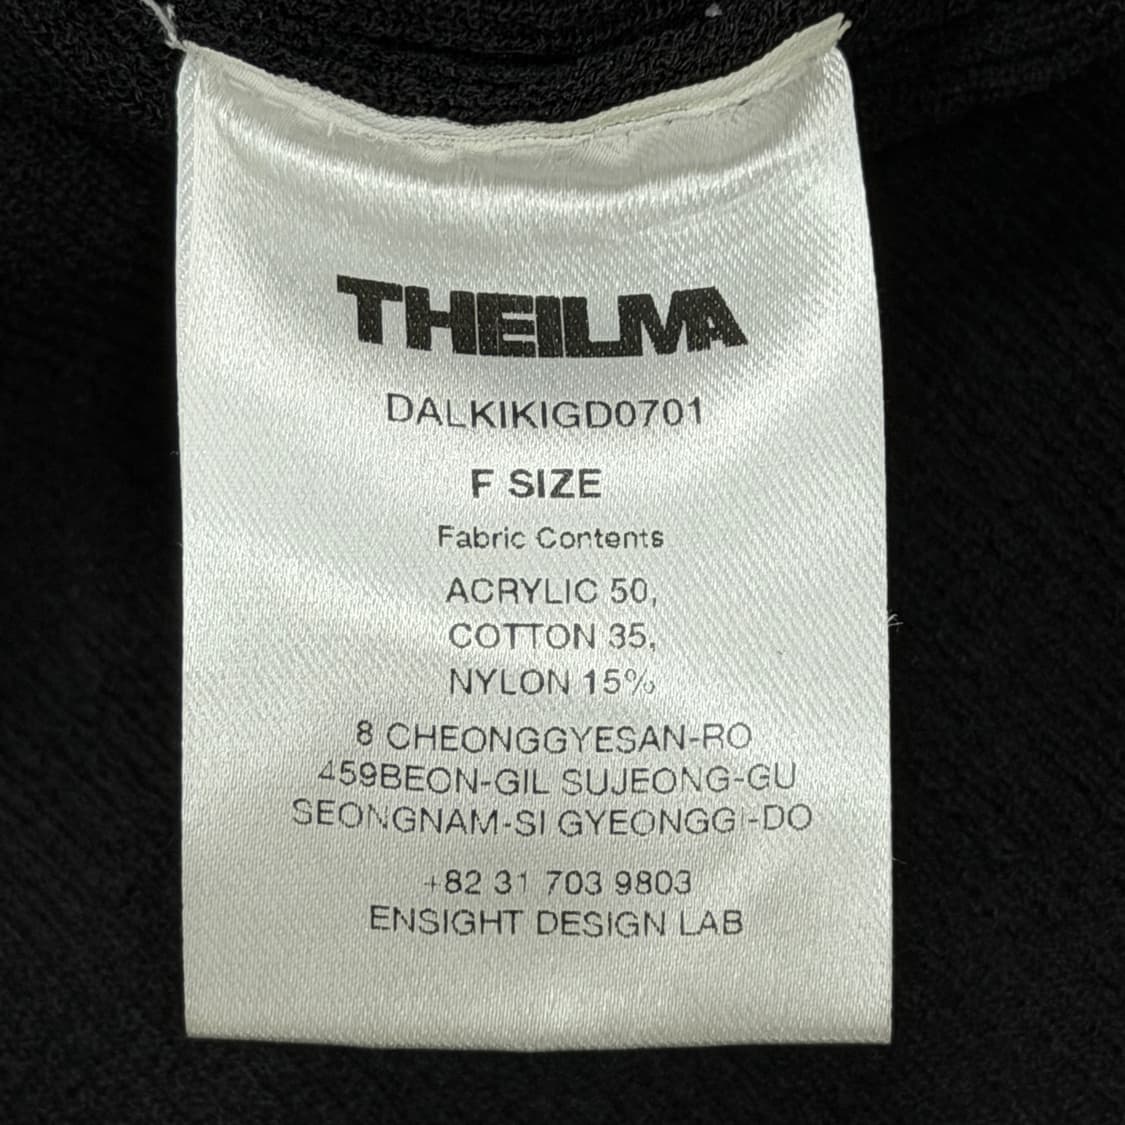 THEILMA
DALKIKIGD0701
F SIZE
Fabric Contents
ACRYLIC 50,
COTTON 35,
NYLON 15%
8 CHEONGGYESAN-RO
459BEON-GIL SUJEONG-GU
SEONGNAM-SI GYEONGGI-DO
+82 31 703 9803
ENSIGHT DESIGN LAB